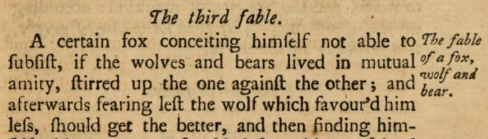 The third fable.
A certain fox conceiting himſelf not able to
ſubſiſt, if the wolves and bears lived in mutual
amity, ſtirred up the one againſt the other; and
afterwards fearing leſt the wolf which favour'd him
leſs, ſhould get the better, and then finding him-
The fable
of a fox,
wolf and
bear.